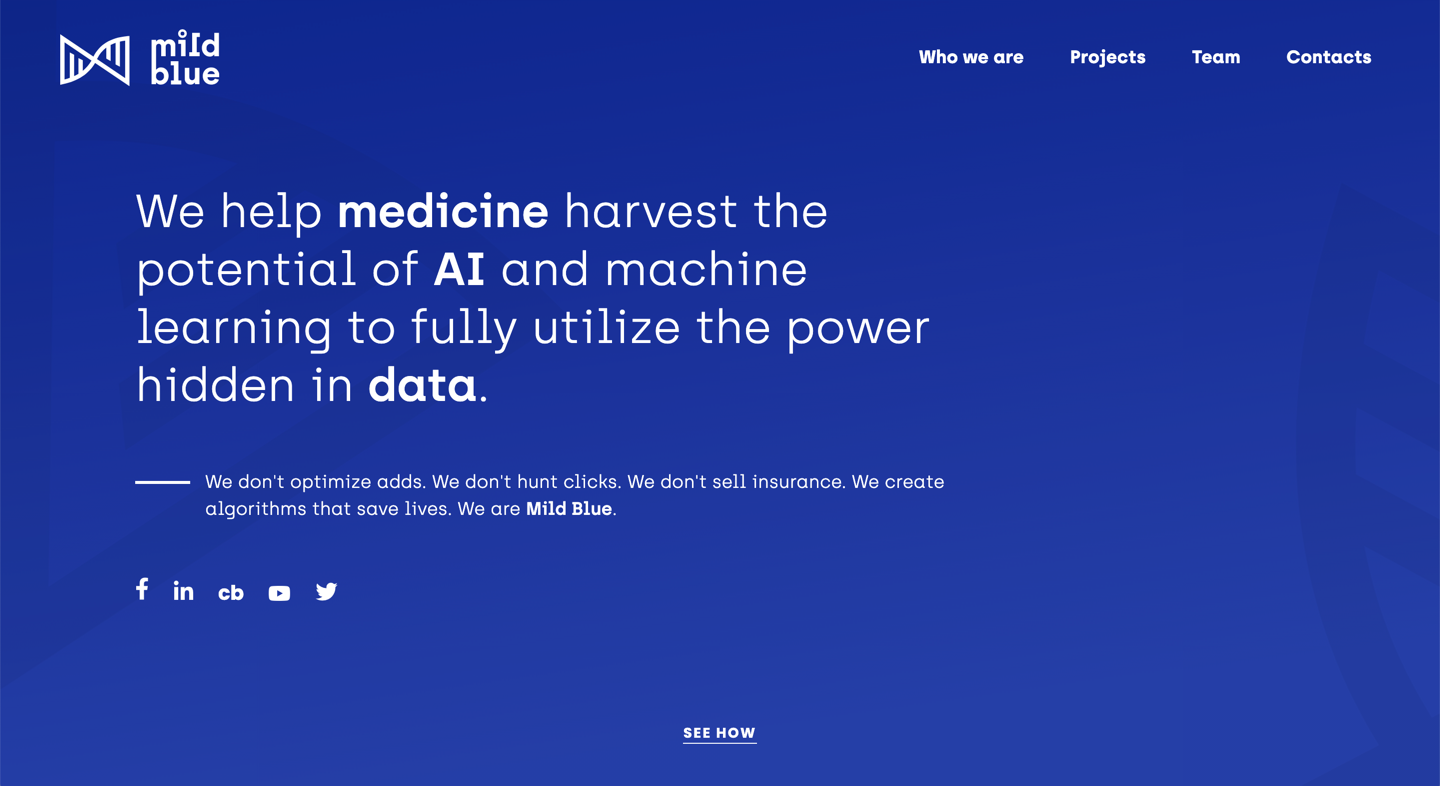 mild
blue
Who we are Projects Team Contacts
We help medicine harvest the
potential of AI and machine
learning to fully utilize the power
hidden in data.
We don't optimize adds. We don't hunt clicks. We don't sell insurance. We create
algorithms that save lives. We are Mild Blue.
f in cb
SEE HOW